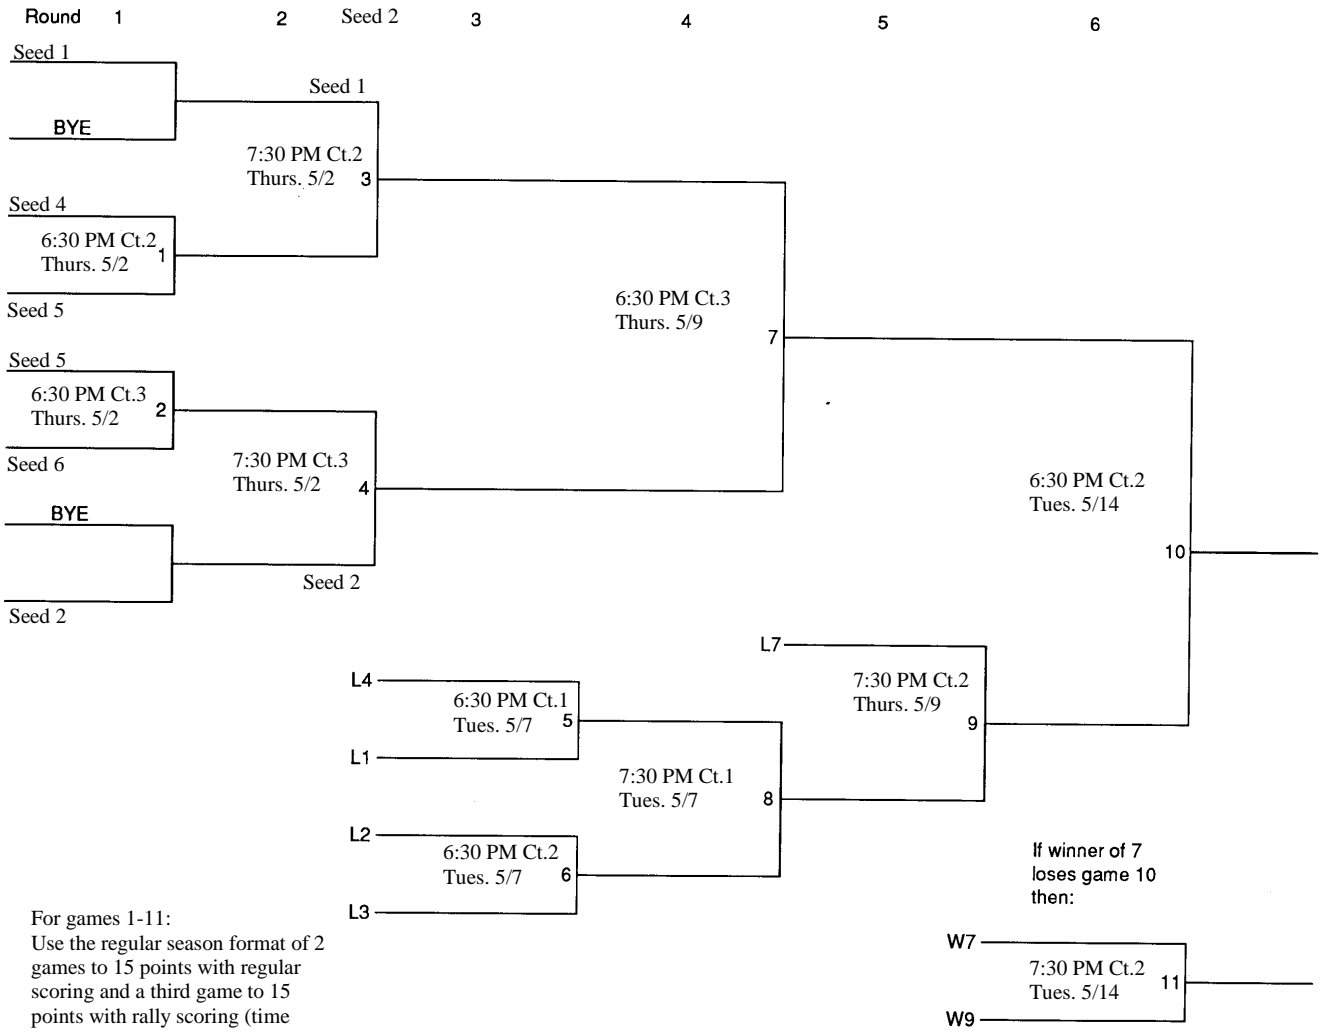 Round 1 2 Seed 2 3 4 5 6
Seed 1
Seed 1
BYE
7:30 PM Ct.2
Thurs. 5/2 3
Seed 4
6:30 PM Ct.2
Thurs. 5/2 1
Seed 5
6:30 PM Ct.3
Thurs. 5/9
7
Seed 5
6:30 PM Ct.3
Thurs. 5/2 2
Seed 6
7:30 PM Ct.3
Thurs. 5/2 4
BYE
Seed 2
Seed 2
6:30 PM Ct.2
Tues. 5/14
10
L7
7:30 PM Ct.2
Thurs. 5/9
9
L4
6:30 PM Ct.1
Tues. 5/7 5
L1
7:30 PM Ct.1
Tues. 5/7 8
L2
6:30 PM Ct.2
Tues. 5/7 6
L3
If winner of 7
loses game 10
then:
W7
7:30 PM Ct.2
Tues. 5/14 11
W9
For games 1-11:
Use the regular season format of 2
games to 15 points with regular
scoring and a third game to 15
points with rally scoring (time